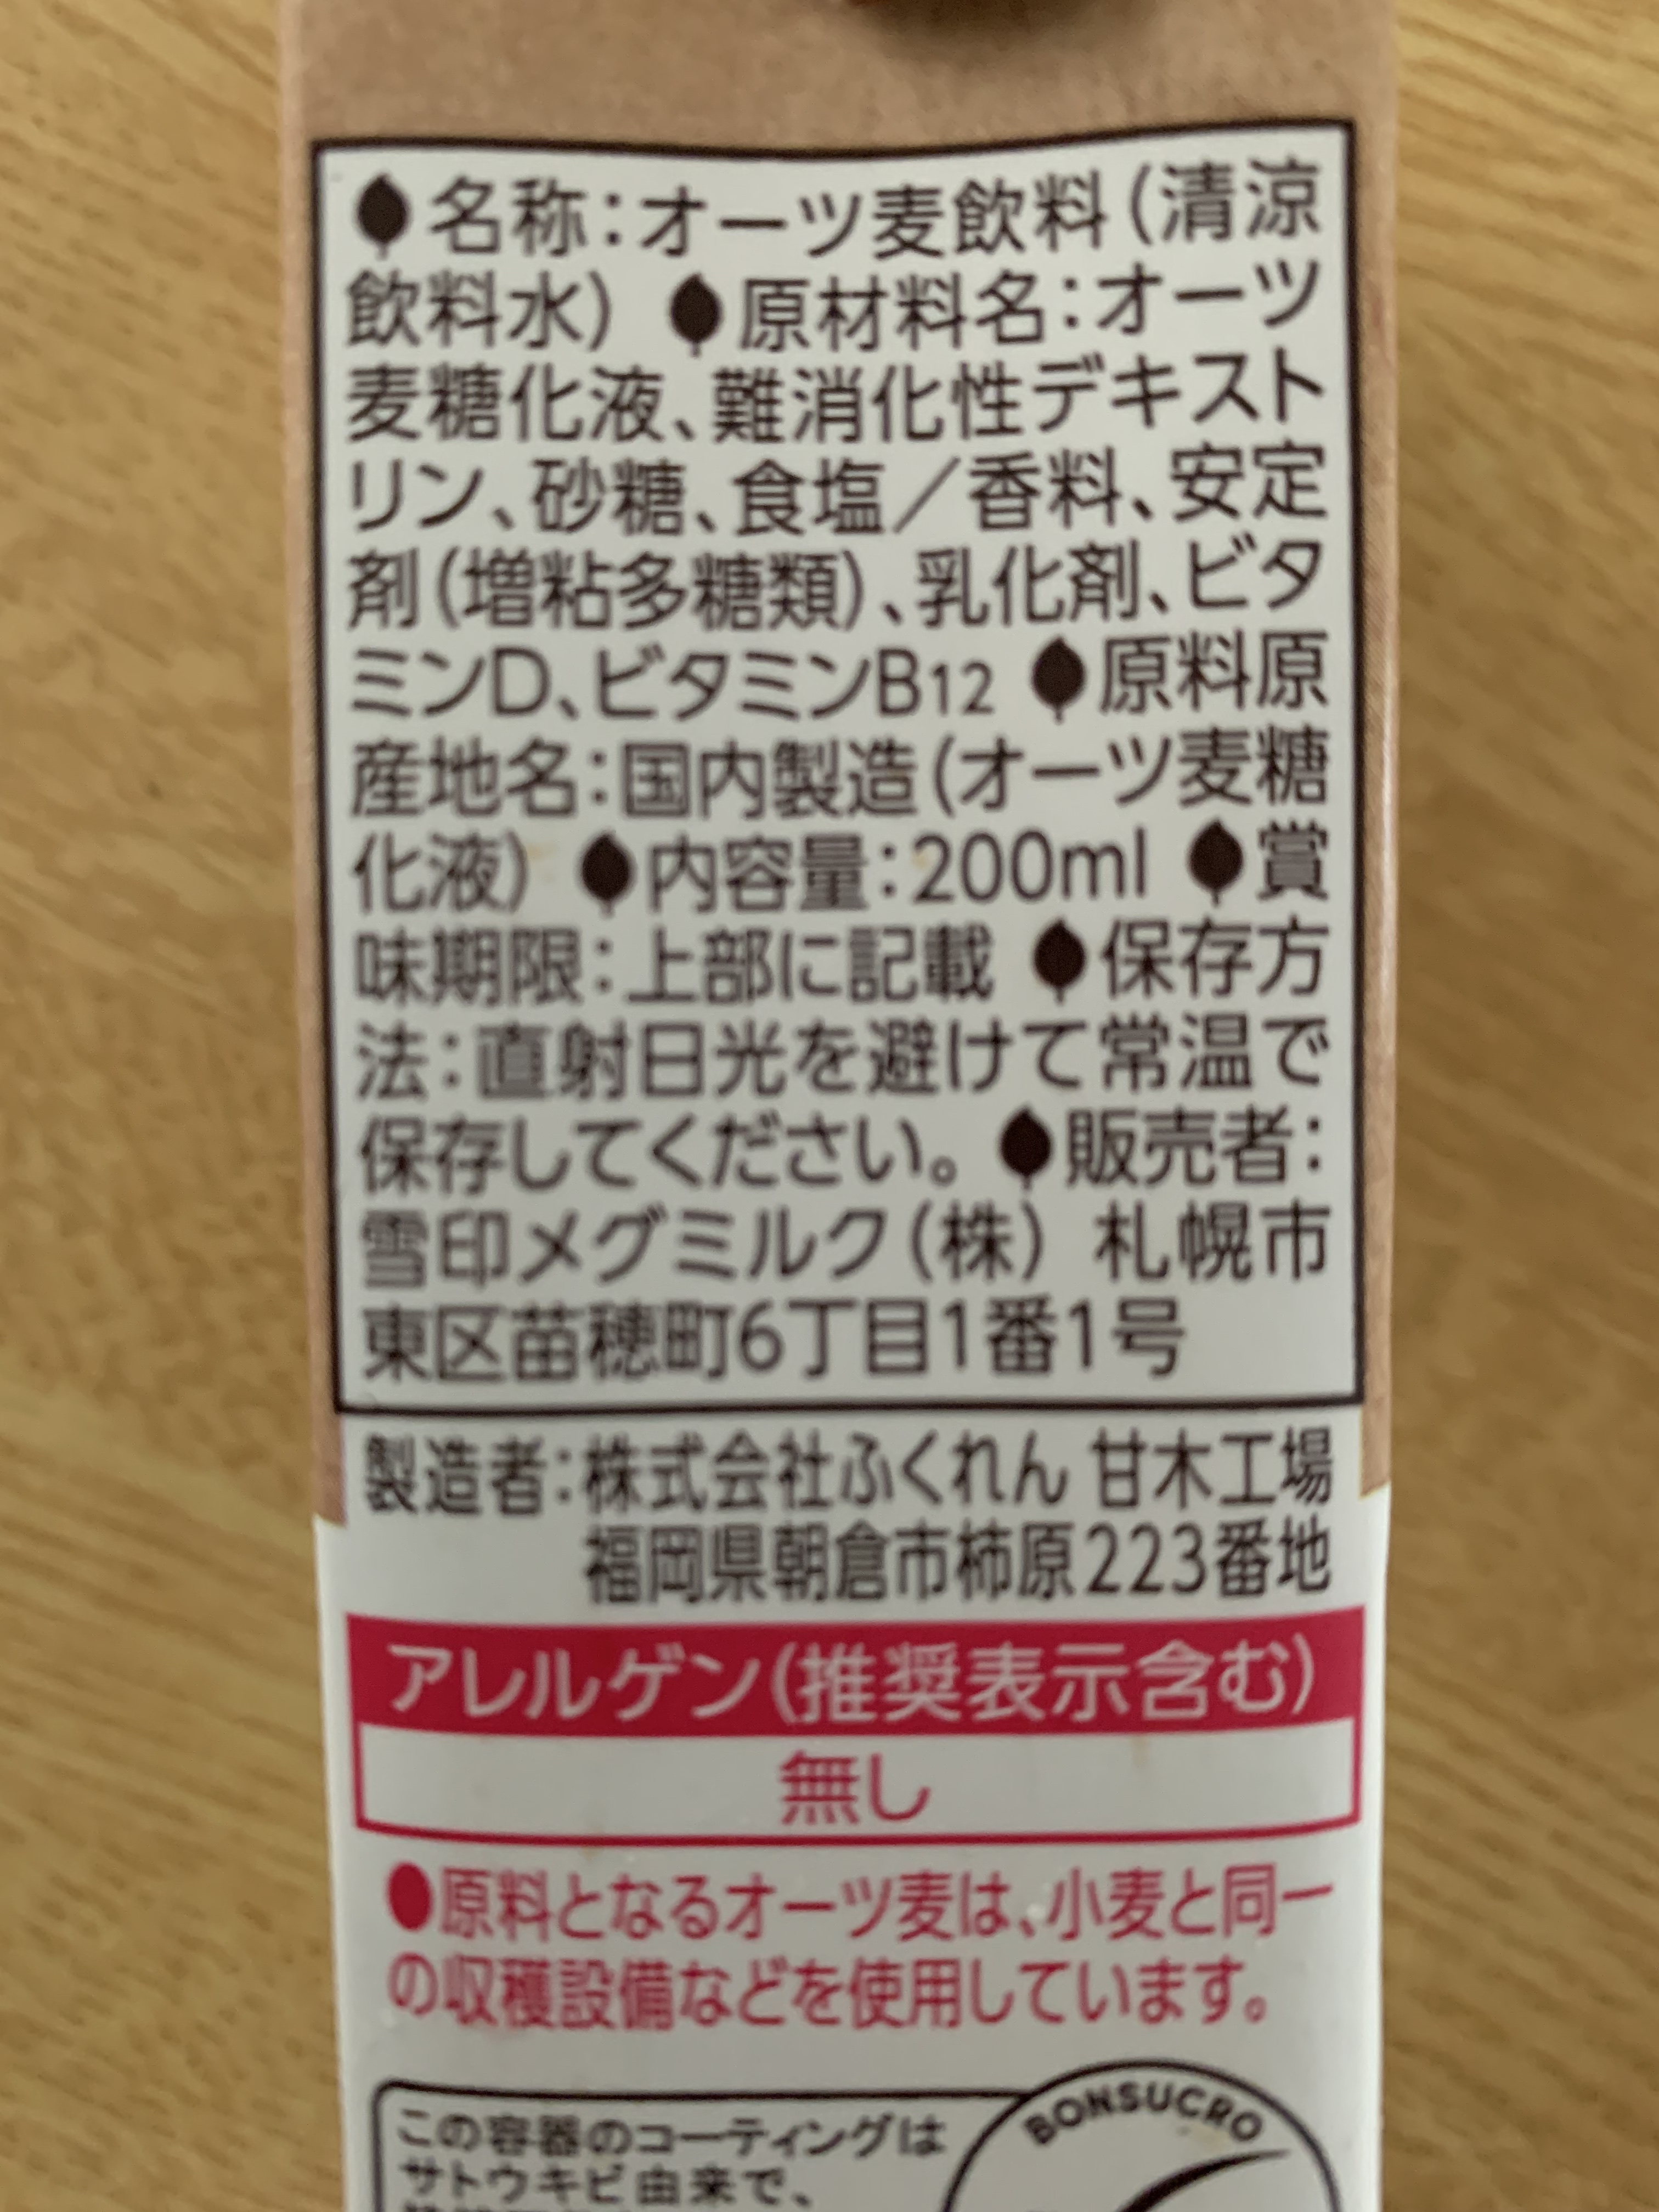 名称：オーツ麦飲料（清涼
飲料水） 原材料名：オーツ
麦糖化液、難消化性デキスト
リン、砂糖、食塩／香料、安定
剤（増粘多糖類）、乳化剤、ビタ
ミンD、ビタミンB12 原料原
産地名：国内製造（オーツ麦糖
化液） 内容量：200ml 賞
味期限：上部に記載 保存方
法：直射日光を避けて常温で
保存してください。 販売者：
雪印メグミルク（株） 札幌市
東区苗穂町6丁目1番1号
製造者：株式会社ふくれん 甘木工場
福岡県朝倉市柿原223番地
アレルゲン（推奨表示含む）
無し
●原料となるオーツ麦は、小麦と同一
の収穫設備などを使用しています。
この容器のコーティングは
サトウキビ由来で、
BONSUCRO